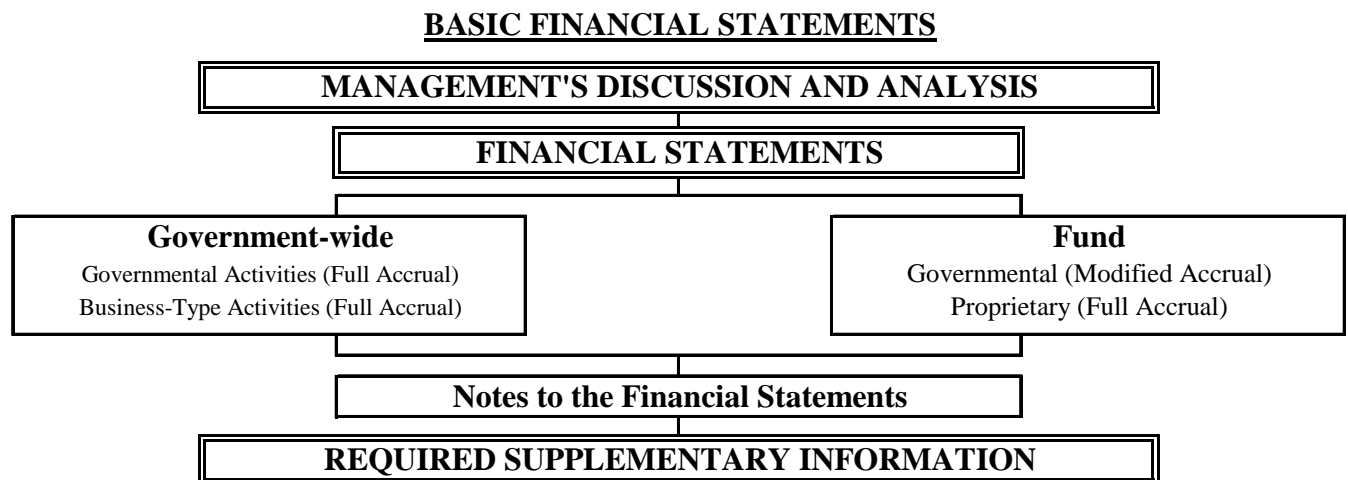 BASIC FINANCIAL STATEMENTS
MANAGEMENT'S DISCUSSION AND ANALYSIS
FINANCIAL STATEMENTS
Government-wide
Governmental Activities (Full Accrual)
Business-Type Activities (Full Accrual)
Fund
Governmental (Modified Accrual)
Proprietary (Full Accrual)
Notes to the Financial Statements
REQUIRED SUPPLEMENTARY INFORMATION